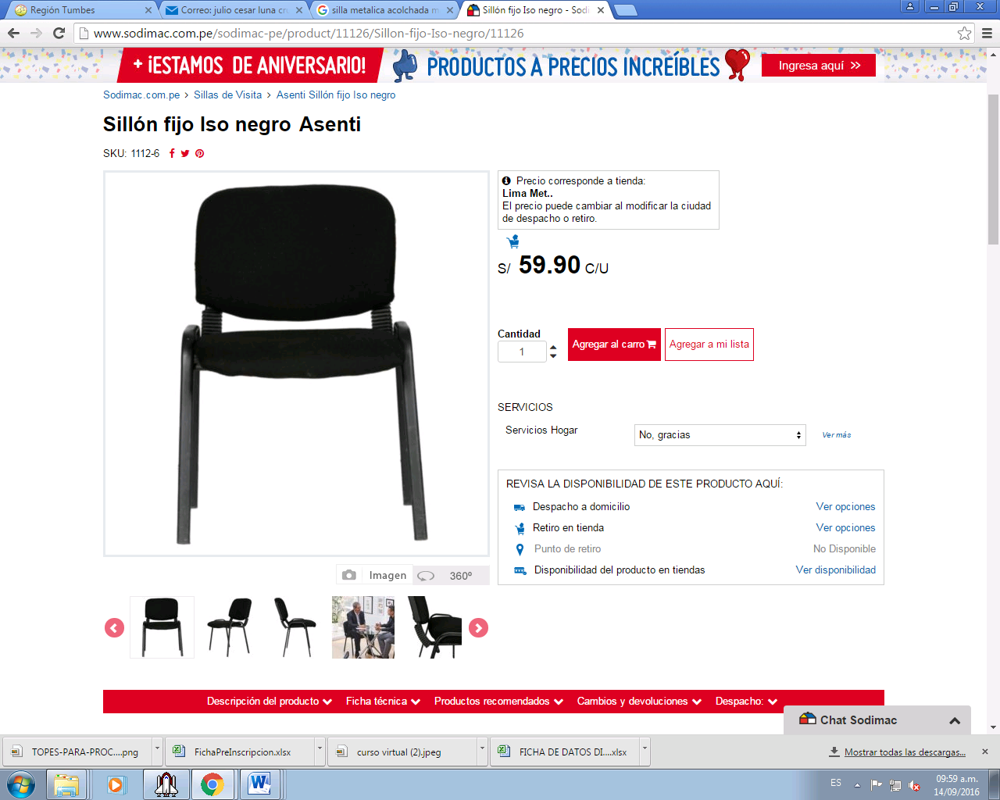 Región Tumbes
Correo: julio cesar luna cru
silla metalica acolchada m
Sillón fijo Iso negro - Sodi
www.sodimac.com.pe/sodimac-pe/product/11126/Sillon-fijo-Iso-negro/11126
+ ¡ESTAMOS DE ANIVERSARIO!
PRODUCTOS A PRECIOS INCREÍBLES
Ingresa aquí »
Sodimac.com.pe > Sillas de Visita > Asenti Sillón fijo Iso negro
Sillón fijo Iso negro Asenti
SKU: 1112-6
Precio corresponde a tienda:
Lima Met..
El precio puede cambiar al modificar la ciudad
de despacho o retiro.
S/ 59.90 C/U
Cantidad
1
Agregar al carro
Agregar a mi lista
SERVICIOS
Servicios Hogar
No, gracias
Ver más
REVISA LA DISPONIBILIDAD DE ESTE PRODUCTO AQUÍ:
Despacho a domicilio Ver opciones
Retiro en tienda Ver opciones
Punto de retiro No Disponible
Disponibilidad del producto en tiendas Ver disponibilidad
Imagen
360º
Descripción del producto
Ficha técnica
Productos recomendados
Cambios y devoluciones
Despacho:
Chat Sodimac
TOPES-PARA-PROC....png
FichaPreInscripcion.xlsx
curso virtual (2).jpeg
FICHA DE DATOS DI....xlsx
Mostrar todas las descargas...
ES
09:59 a.m.
14/09/2016